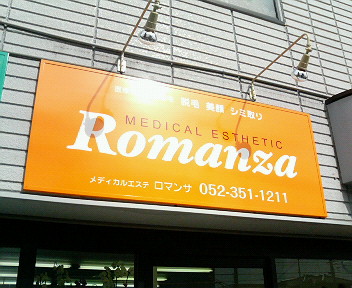 脱毛 美顔 シミ取り
MEDICAL ESTHETIC
Romanza
メディカルエステ ロマンサ 052-351-1211